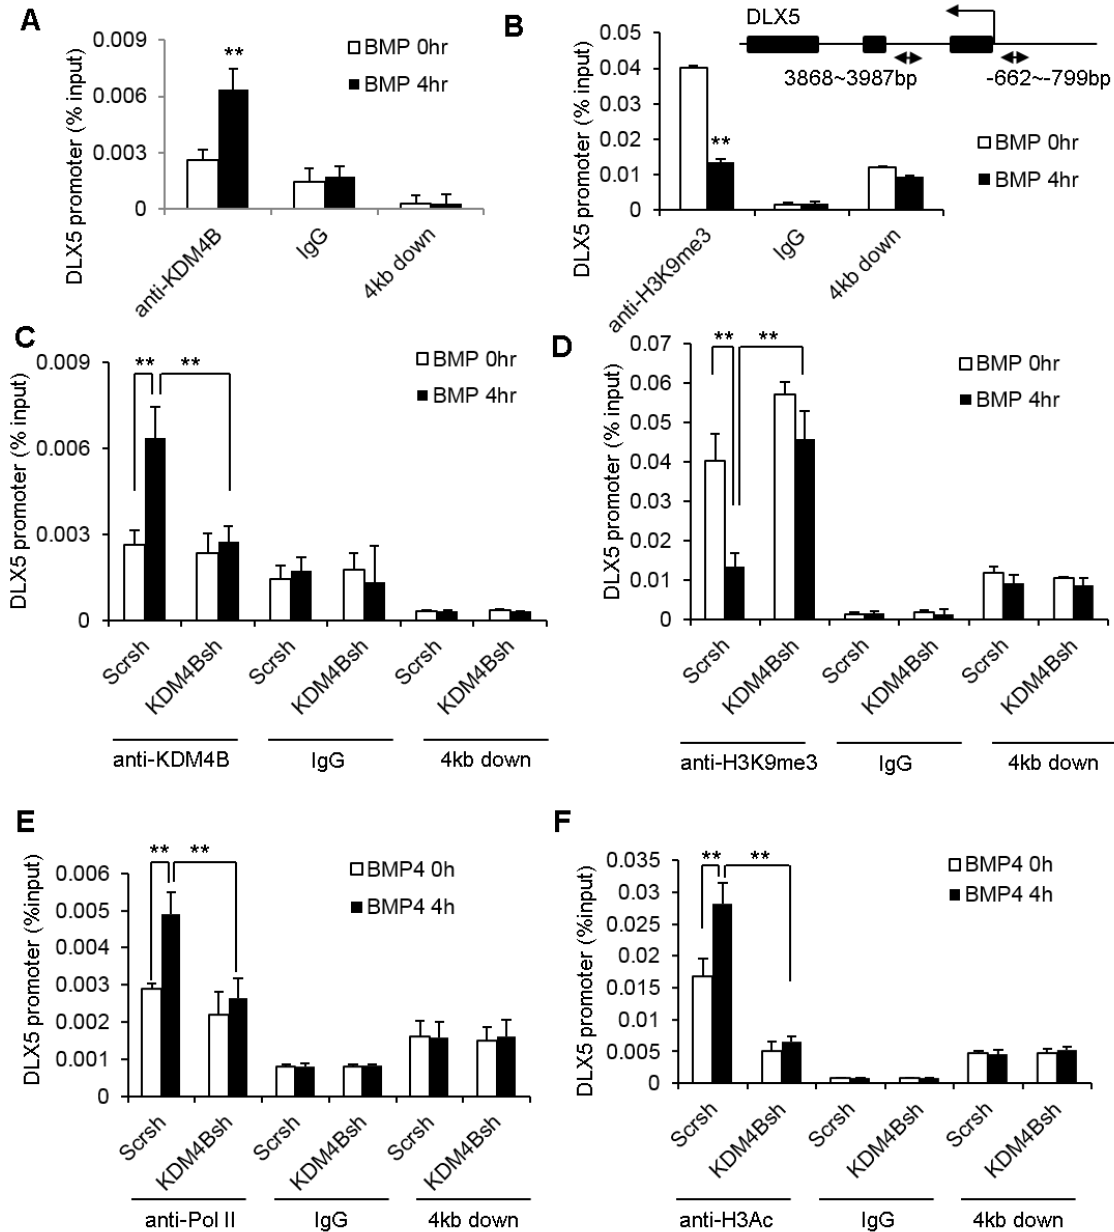 A
DLX5 promoter (% input)
0.009
0.006
0.003
0
**
BMP 0hr
BMP 4hr
anti-KDM4B
IgG
4kb down
B
DLX5 promoter (% input)
0.05
0.04
0.03
0.02
0.01
0
**
DLX5
3868~3987bp
-662~-799bp
BMP 0hr
BMP 4hr
anti-H3K9me3
IgG
4kb down
C
DLX5 promoter (% input)
0.009
0.006
0.003
0
** **
BMP 0hr
BMP 4hr
Scrsh KDM4Bsh Scrsh KDM4Bsh Scrsh KDM4Bsh
anti-KDM4B IgG 4kb down
D
DLX5 promoter (% input)
0.07
0.06
0.05
0.04
0.03
0.02
0.01
0
** **
BMP 0hr
BMP 4hr
Scrsh KDM4Bsh Scrsh KDM4Bsh Scrsh KDM4Bsh
anti-H3K9me3 IgG 4kb down
E
DLX5 promoter (%input)
0.006
0.005
0.004
0.003
0.002
0.001
0
** **
BMP4 0h
BMP4 4h
Scrsh KDM4Bsh Scrsh KDM4Bsh Scrsh KDM4Bsh
anti-Pol II IgG 4kb down
F
DLX5 promoter (%input)
0.035
0.03
0.025
0.02
0.015
0.01
0.005
0
** **
BMP4 0h
BMP4 4h
Scrsh KDM4Bsh Scrsh KDM4Bsh Scrsh KDM4Bsh
anti-H3Ac IgG 4kb down